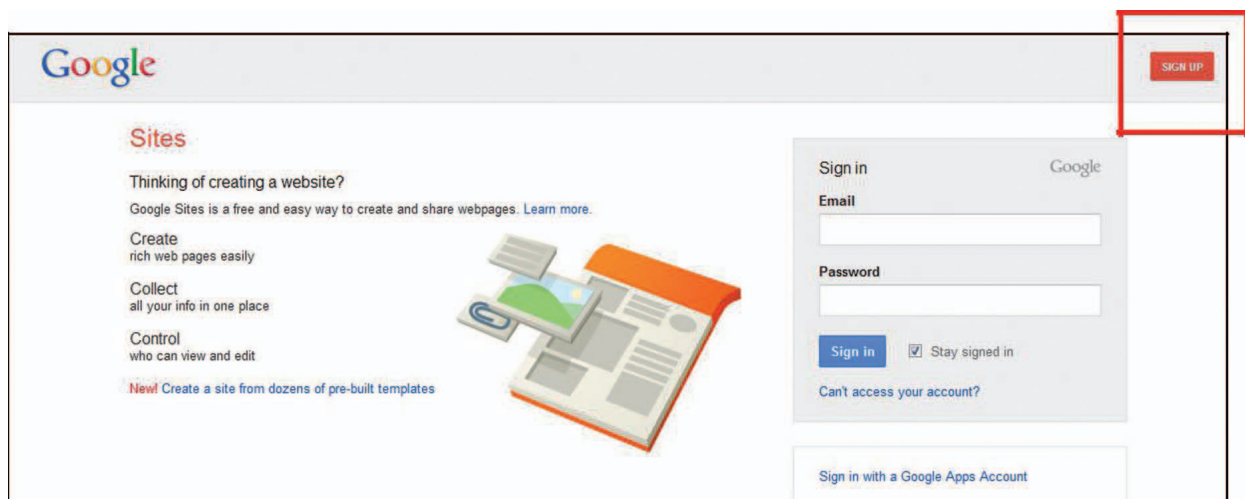 Google
SIGN UP
Sites
Thinking of creating a website?
Google Sites is a free and easy way to create and share webpages. Learn more.
Create
rich web pages easily
Collect
all your info in one place
Control
who can view and edit
New! Create a site from dozens of pre-built templates
Sign in Google
Email
Password
Sign in Stay signed in
Can't access your account?
Sign in with a Google Apps Account